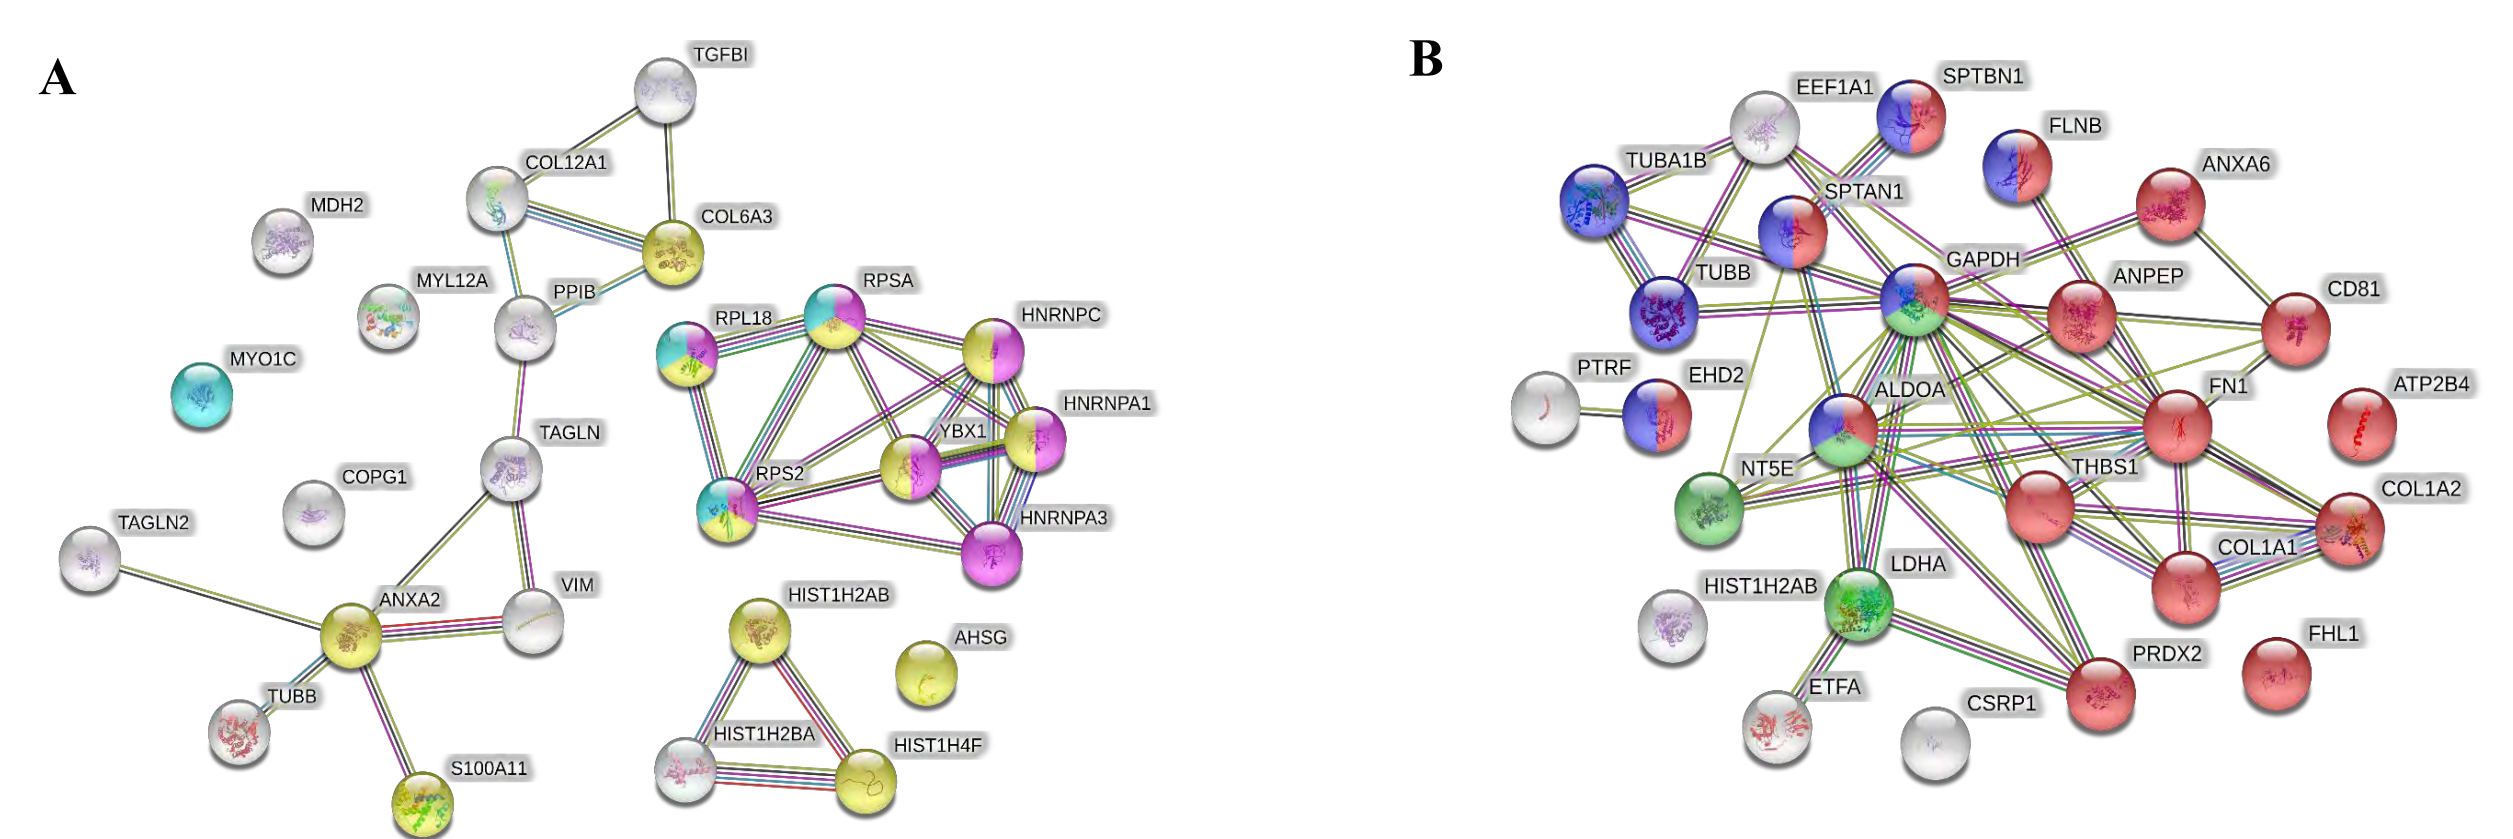 A
TGFBI
COL12A1
MDH2
COL6A3
MYL12A
PPIB
RPSA
RPL18
HNRNPC
MYO1C
HNRNPA1
TAGLN
YBX1
COPG1
RPS2
TAGLN2
HNRNPA3
VIM
ANXA2
HIST1H2AB
AHSG
TUBB
HIST1H2BA
HIST1H4F
S100A11
B
SPTBN1
EEF1A1
FLNB
TUBA1B
ANXA6
SPTAN1
GAPDH
TUBB
ANPEP
CD81
PTRF
EHD2
ALDOA
FN1
ATP2B4
NT5E
THBS1
COL1A2
COL1A1
LDHA
HIST1H2AB
FHL1
PRDX2
ETFA
CSRP1